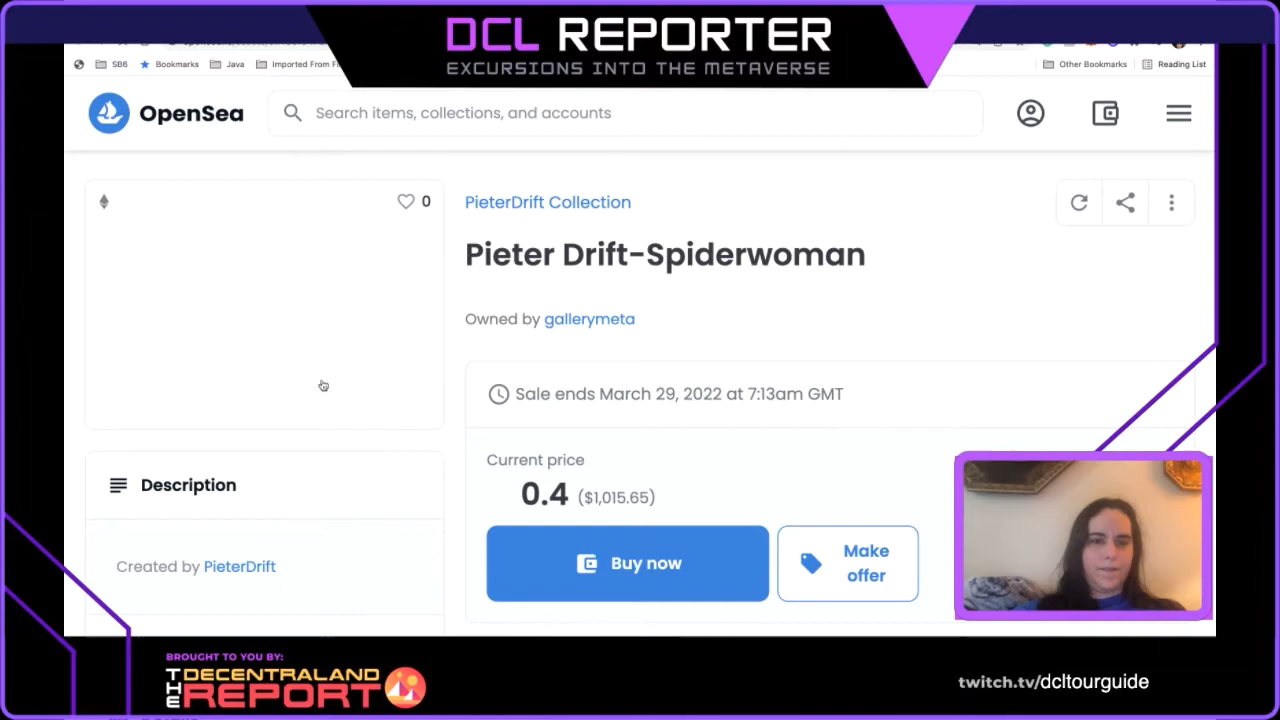 DCL REPORTER
EXCURSIONS INTO THE METAVERSE
SB6
Bookmarks
Java
Other Bookmarks
Reading List
OpenSea
Search items, collections, and accounts
0
PieterDrift Collection
Pieter Drift-Spiderwoman
Owned by gallerymeta
Sale ends March 29, 2022 at 7:13am GMT
Current price
0.4 ($1,015.65)
Buy now
Make
offer
Description
Created by PieterDrift
BROUGHT TO YOU BY:
THE DECENTRALAND
REPORT
twitch.tv/dcltourguide